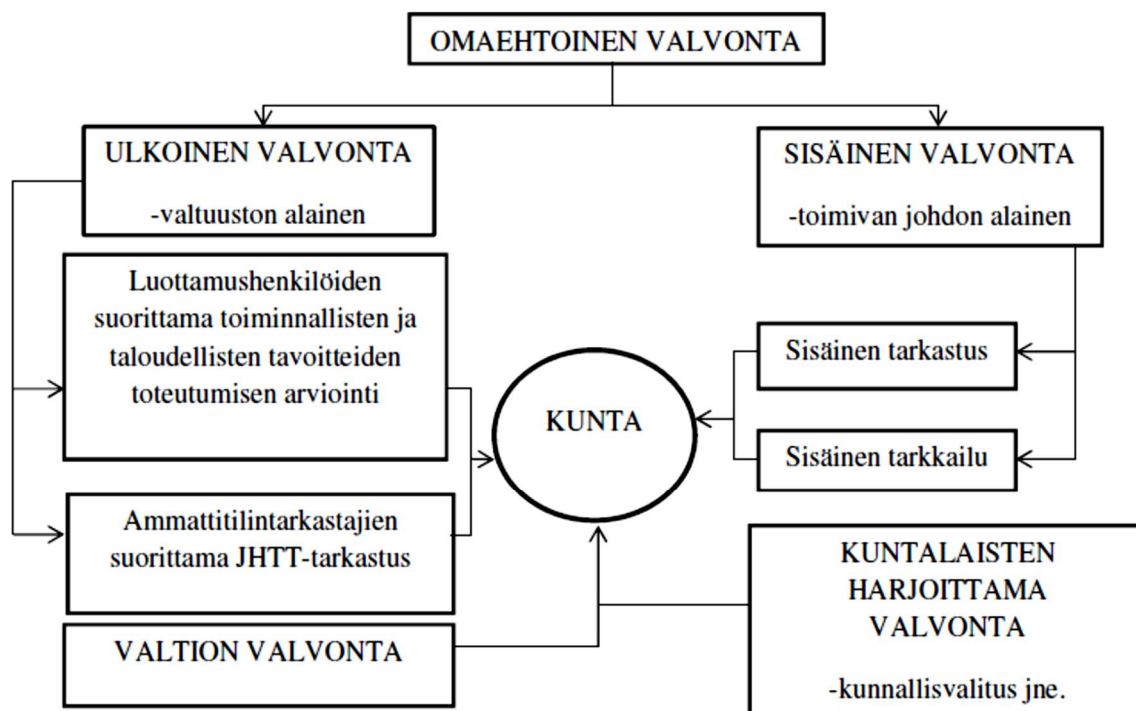 OMAEHTOINEN VALVONTA
ULKOINEN VALVONTA
-valtuuston alainen
SISÄINEN VALVONTA
-toimivan johdon alainen
Luottamushenkilöiden
suorittama toiminnallisten ja
taloudellisten tavoitteiden
toteutumisen arviointi
Ammattitilintarkastajien
suorittama JHTT-tarkastus
VALTION VALVONTA
KUNTA
Sisäinen tarkastus
Sisäinen tarkkailu
KUNTALAISTEN
HARJOITTAMA
VALVONTA
-kunnallisvalitus jne.